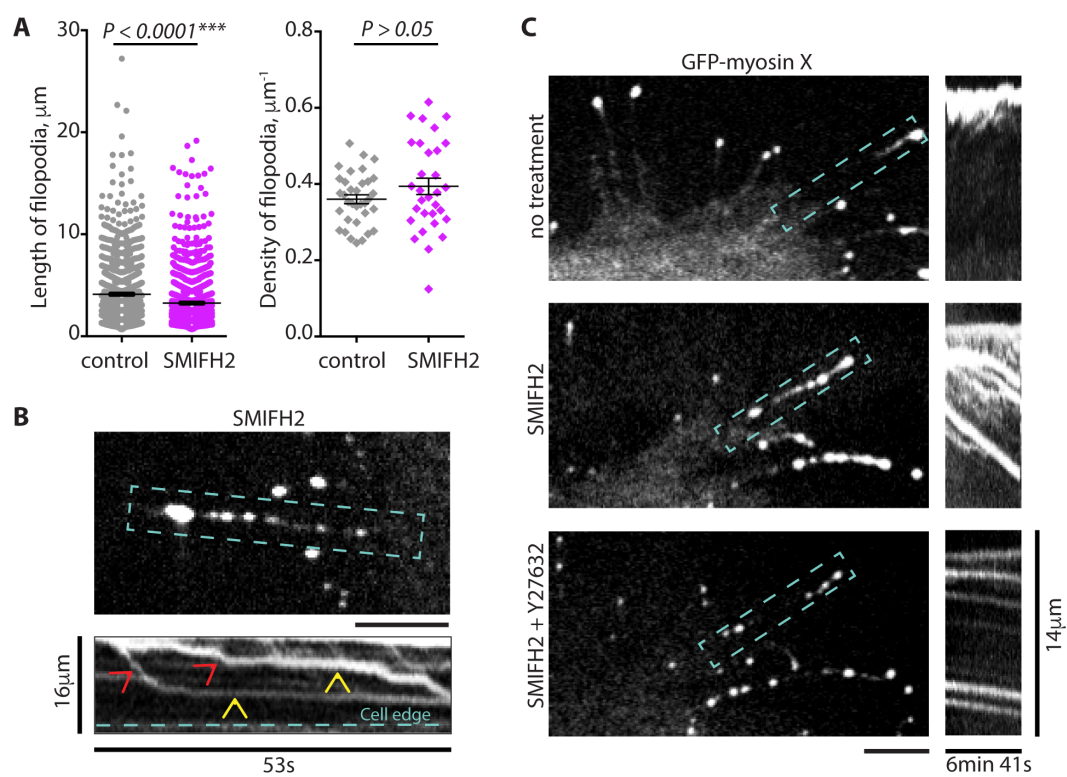 A
P < 0.0001***
Length of filopodia, μm
30
20
10
0
control
SMIFH2
P > 0.05
Density of filopodia, μm⁻¹
0.8
0.6
0.4
0.2
0.0
control
SMIFH2
B
SMIFH2
16μm
Cell edge
53s
C
GFP-myosin X
no treatment
SMIFH2
SMIFH2 + Y27632
14μm
6min 41s